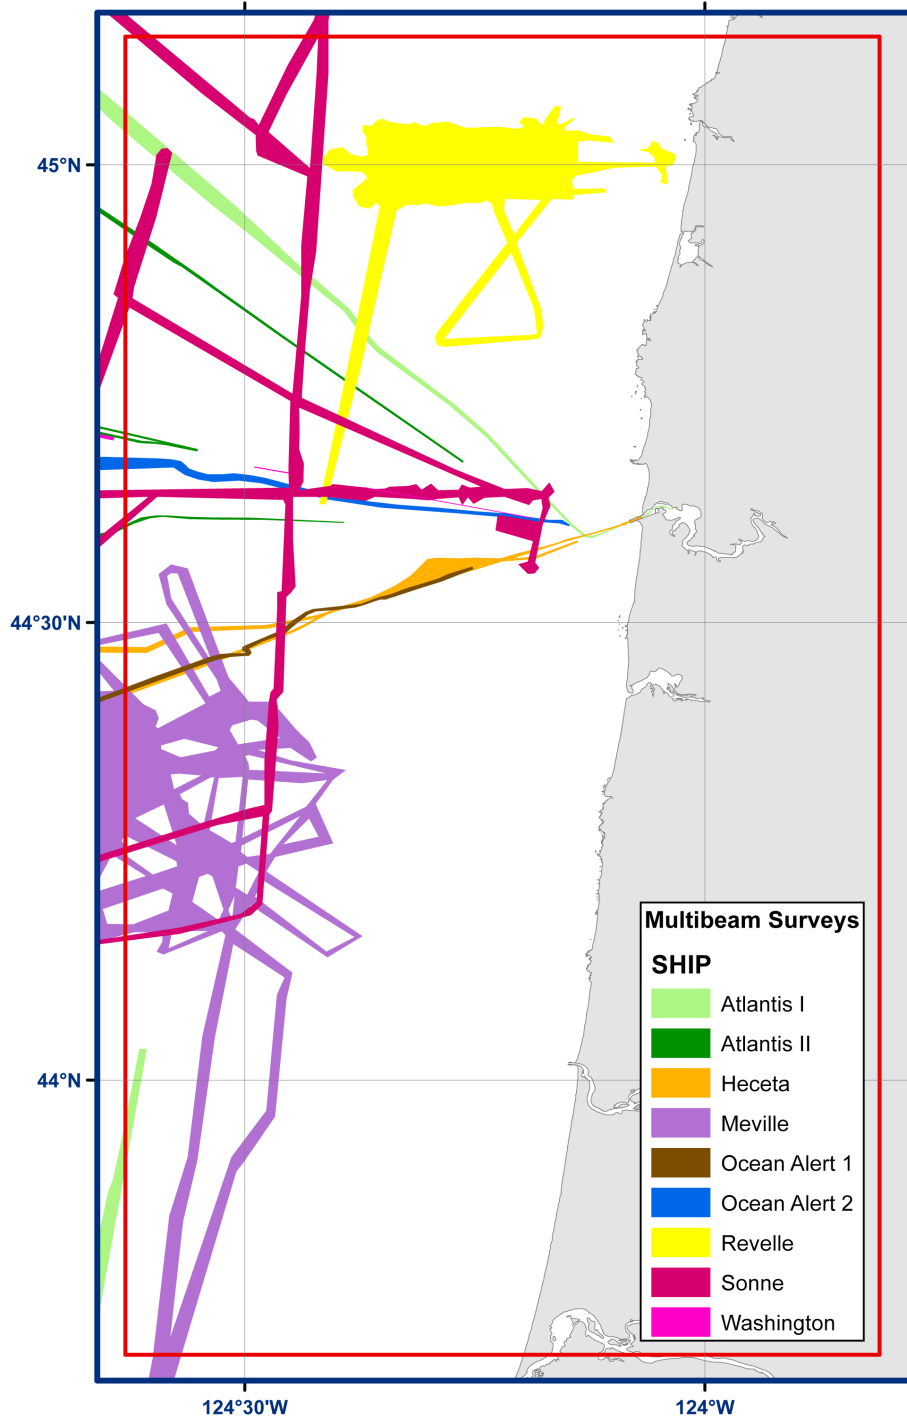 45°N
44°30'N
44°N
Multibeam Surveys
SHIP
Atlantis I
Atlantis II
Heceta
Meville
Ocean Alert 1
Ocean Alert 2
Revelle
Sonne
Washington
124°30'W
124°W